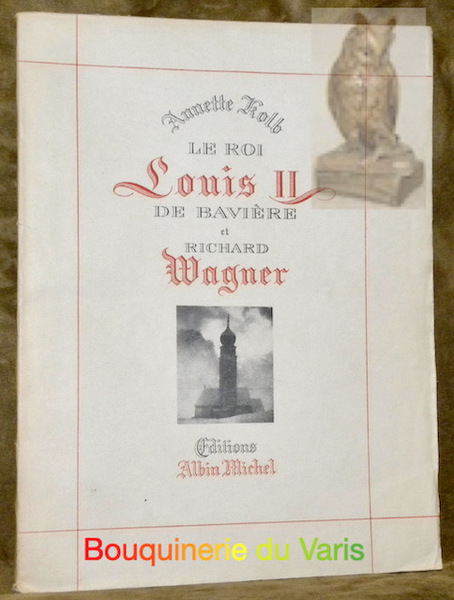 Annette Kolb
LE ROI
Louis II
DE BAVIÈRE
et
RICHARD
Wagner
Editions
Albin Michel
Bouquinerie du Varis